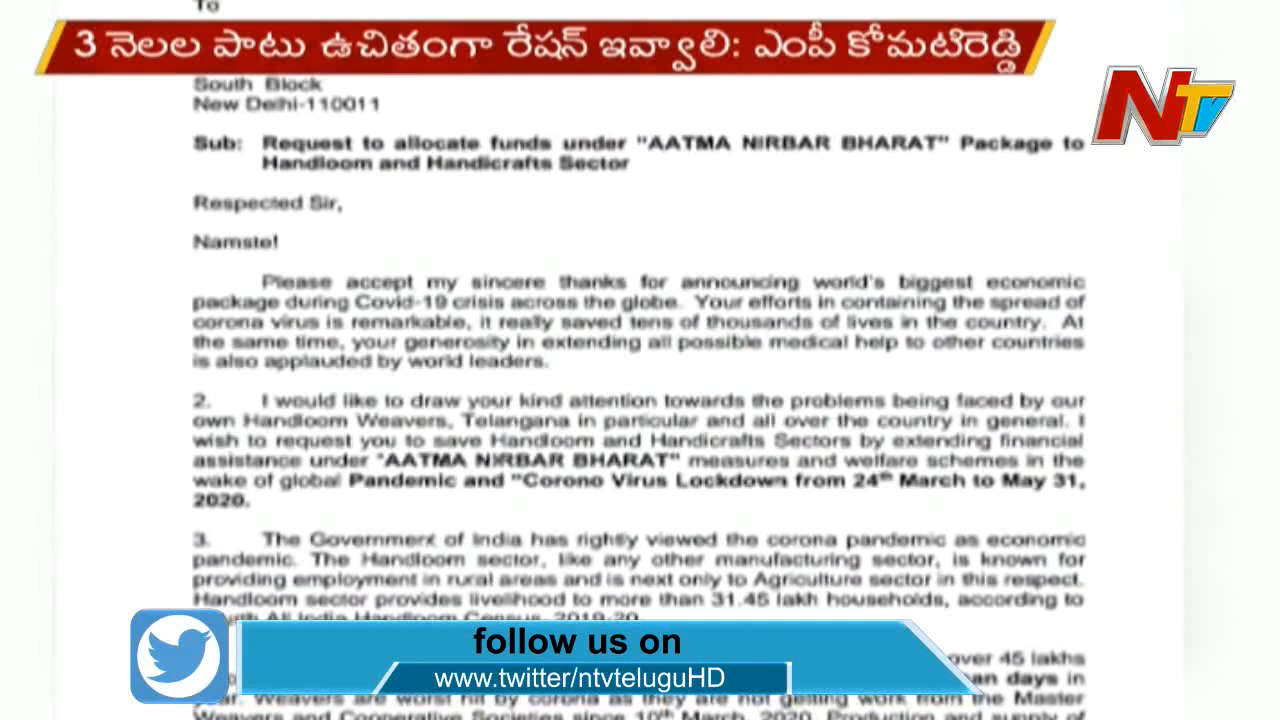 To
3 నెలల పాటు ఉచితంగా రేషన్ ఇవ్వాలి: ఎంపీ కోమటిరెడ్డి
NTV
South Block
New Delhi-110011
Sub: Request to allocate funds under "AATMA NIRBAR BHARAT" Package to
Handloom and Handicrafts Sector
Respected Sir,
Namste!
Please accept my sincere thanks for announcing world's biggest economic
package during Covid-19 crisis across the globe. Your efforts in containing the spread of
corona virus is remarkable, it really saved tens of thousands of lives in the country. At
the same time, your generosity in extending all possible medical help to other countries
is also applauded by world leaders.
2. I would like to draw your kind attention towards the problems being faced by our
own Handloom Weavers, Telangana in particular and all over the country in general. I
wish to request you to save Handloom and Handicrafts Sectors by extending financial
assistance under "AATMA NIRBAR BHARAT" measures and welfare schemes in the
wake of global Pandemic and "Corono Virus Lockdown from 24th March to May 31,
2020.
3. The Government of India has rightly viewed the corona pandemic as economic
pandemic. The Handloom sector, like any other manufacturing sector, is known for
providing employment in rural areas and is next only to Agriculture sector in this respect.
Handloom sector provides livelihood to more than 31.45 lakh households, according to
All India Handloom Census, 2019-20
over 45 lakhs
days in
Weavers are worst hit by corona as they are not getting work from the Master
Weavers and Cooperative Societies since 10th March, 2020. Production and supply of
follow us on
www.twitter/ntvteluguHD